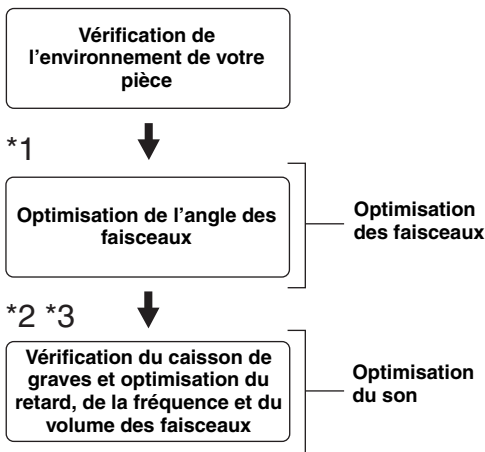 Vérification de
l'environnement de votre
pièce
*1
Optimisation de l'angle des
faisceaux
Optimisation
des faisceaux
*2 *3
Vérification du caisson de
graves et optimisation du
retard, de la fréquence et du
volume des faisceaux
Optimisation
du son